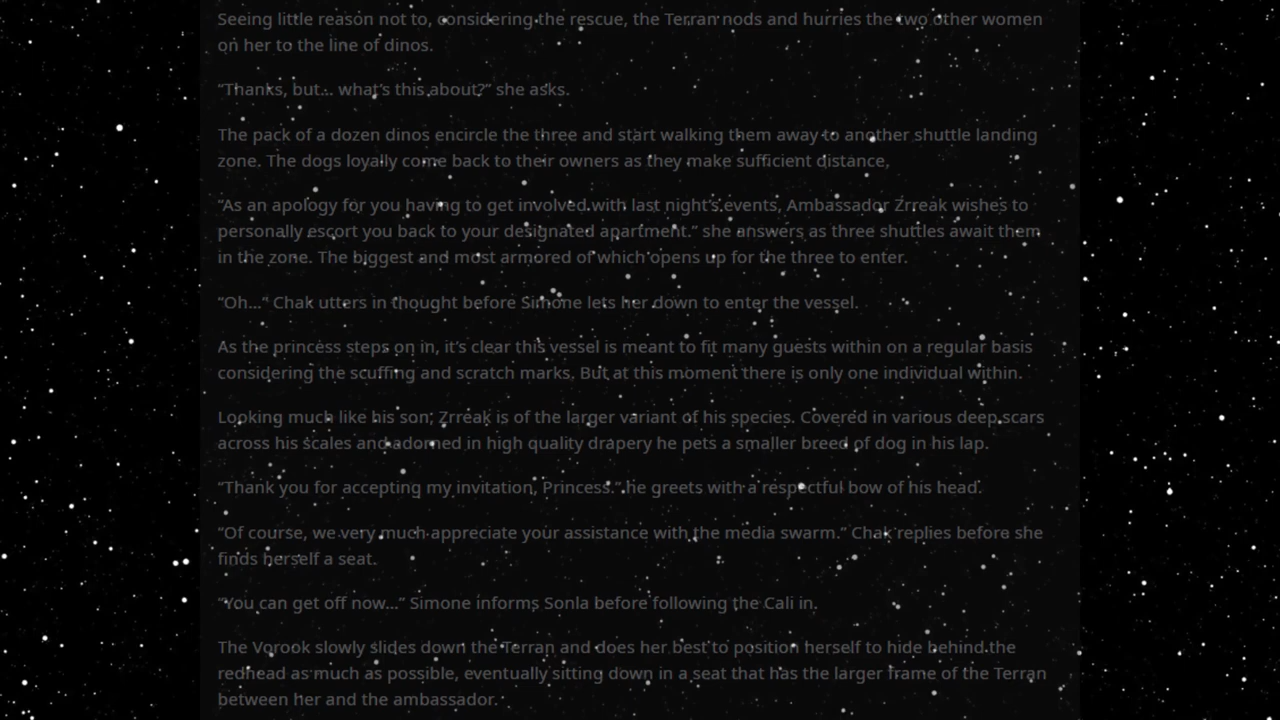 Seeing little reason not to, considering the rescue, the Terran nods and hurries the two other women
on her to the line of dinos.
“Thanks, but… what’s this about?” she asks.
The pack of a dozen dinos encircle the three and start walking them away to another shuttle landing
zone. The dogs loyally come back to their owners as they make sufficient distance,
“As an apology for you having to get involved with last night’s events, Ambassador Zrreak wishes to
personally escort you back to your designated apartment.” she answers as three shuttles await them
in the zone. The biggest and most armored of which opens up for the three to enter.
“Oh…” Chak utters in thought before Simone lets her down to enter the vessel.
As the princess steps on in, it’s clear this vessel is meant to fit many guests within on a regular basis
considering the scuffing and scratch marks. But at this moment there is only one individual within.
Looking much like his son, Zrreak is of the larger variant of his species. Covered in various deep scars
across his scales and adorned in high quality drapery he pets a smaller breed of dog in his lap.
“Thank you for accepting my invitation, Princess.” he greets with a respectful bow of his head.
“Of course, we very much appreciate your assistance with the media swarm.” Chak replies before she
finds herself a seat.
“You can get off now…” Simone informs Sonla before following the Cali in.
The Vorook slowly slides down the Terran and does her best to position herself to hide behind the
redhead as much as possible, eventually sitting down in a seat that has the larger frame of the Terran
between her and the ambassador.